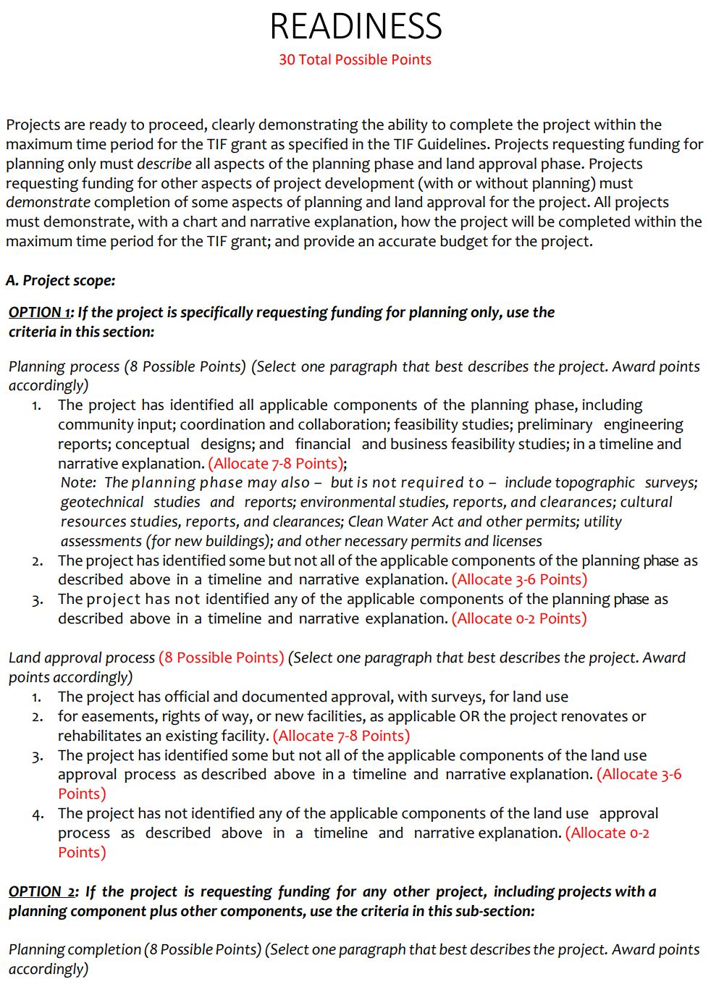 READINESS
30 Total Possible Points
Projects are ready to proceed, clearly demonstrating the ability to complete the project within the
maximum time period for the TIF grant as specified in the TIF Guidelines. Projects requesting funding for
planning only must describe all aspects of the planning phase and land approval phase. Projects
requesting funding for other aspects of project development (with or without planning) must
demonstrate completion of some aspects of planning and land approval for the project. All projects
must demonstrate, with a chart and narrative explanation, how the project will be completed within the
maximum time period for the TIF grant; and provide an accurate budget for the project.
A. Project scope:
OPTION 1: If the project is specifically requesting funding for planning only, use the
criteria in this section:
Planning process (8 Possible Points) (Select one paragraph that best describes the project. Award points
accordingly)
1. The project has identified all applicable components of the planning phase, including
community input; coordination and collaboration; feasibility studies; preliminary engineering
reports; conceptual designs; and financial and business feasibility studies; in a timeline and
narrative explanation. (Allocate 7-8 Points);
Note: The planning phase may also – but is not required to – include topographic surveys;
geotechnical studies and reports; environmental studies, reports, and clearances; cultural
resources studies, reports, and clearances; Clean Water Act and other permits; utility
assessments (for new buildings); and other necessary permits and licenses
2. The project has identified some but not all of the applicable components of the planning phase as
described above in a timeline and narrative explanation. (Allocate 3-6 Points)
3. The project has not identified any of the applicable components of the planning phase as
described above in a timeline and narrative explanation. (Allocate 0-2 Points)
Land approval process (8 Possible Points) (Select one paragraph that best describes the project. Award
points accordingly)
1. The project has official and documented approval, with surveys, for land use
2. for easements, rights of way, or new facilities, as applicable OR the project renovates or
rehabilitates an existing facility. (Allocate 7-8 Points)
3. The project has identified some but not all of the applicable components of the land use
approval process as described above in a timeline and narrative explanation. (Allocate 3-6
Points)
4. The project has not identified any of the applicable components of the land use approval
process as described above in a timeline and narrative explanation. (Allocate 0-2
Points)
OPTION 2: If the project is requesting funding for any other project, including projects with a
planning component plus other components, use the criteria in this sub-section:
Planning completion (8 Possible Points) (Select one paragraph that best describes the project. Award points
accordingly)